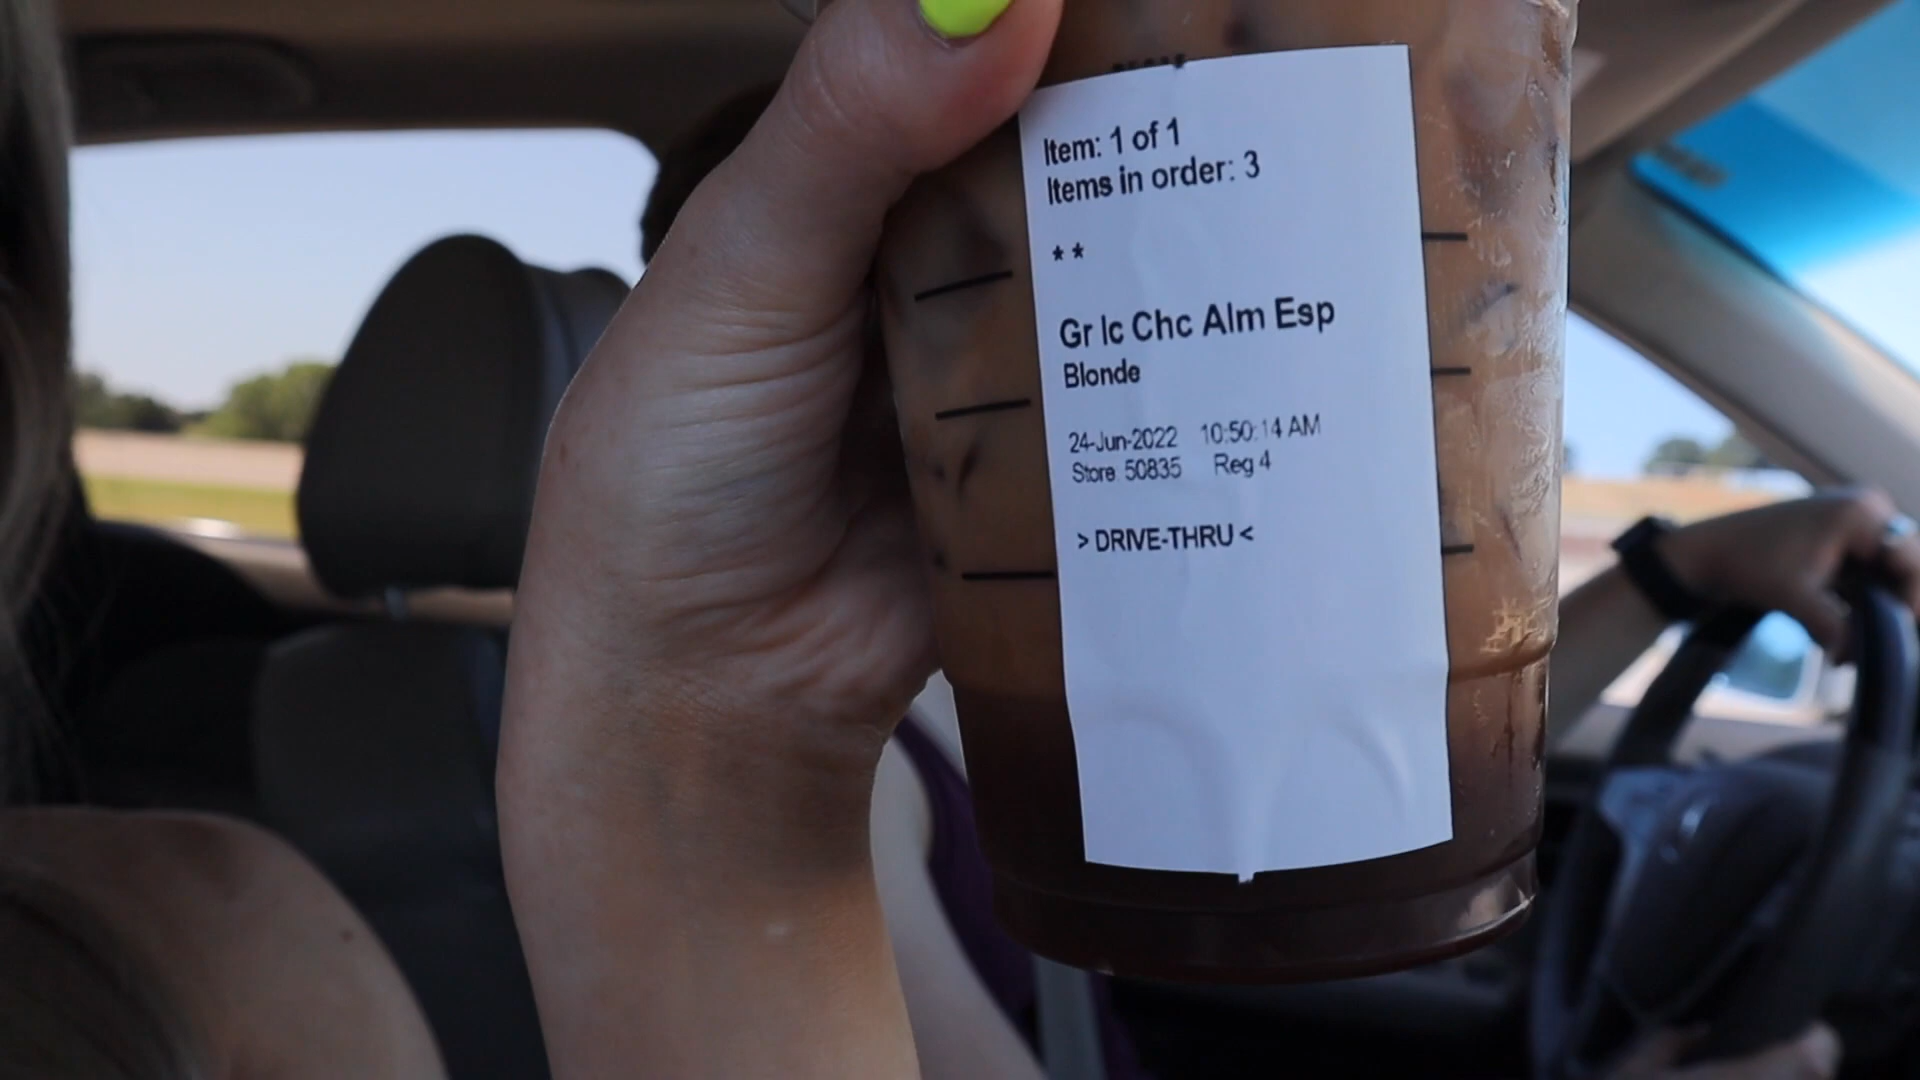 Item: 1 of 1
Items in order: 3
**
Gr Ic Chc Alm Esp
Blonde
24-Jun-2022 10:50:14 AM
Store 50835 Reg 4
> DRIVE-THRU <